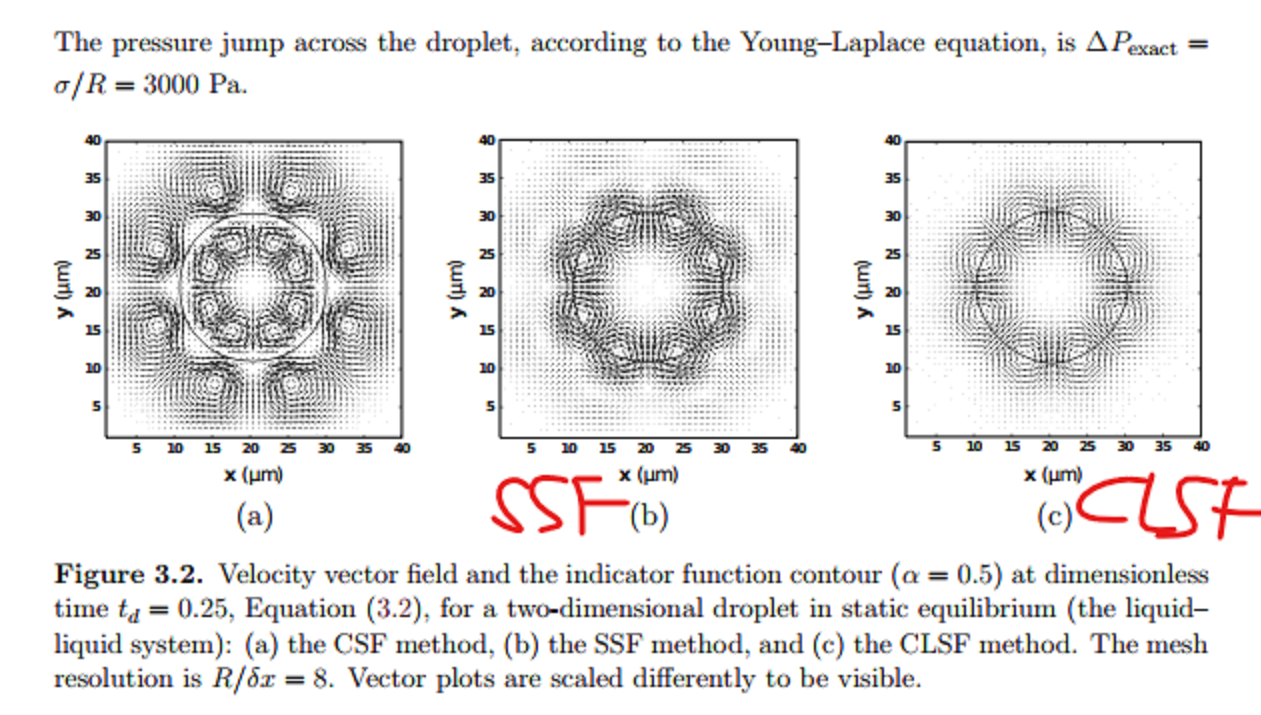 The pressure jump across the droplet, according to the Young–Laplace equation, is ΔP_exact =
σ/R = 3000 Pa.
40 40 40
35 35 35
30 30 30
25 25 25
20 20 20
15 15 15
10 10 10
5 5 5
y (μm) y (μm) y (μm)
5 10 15 20 25 30 35 40 5 10 15 20 25 30 35 40 5 10 15 20 25 30 35 40
x (μm) x (μm) x (μm)
(a) SSF (b) (c) CLSF
Figure 3.2. Velocity vector field and the indicator function contour (α = 0.5) at dimensionless
time t_d = 0.25, Equation (3.2), for a two-dimensional droplet in static equilibrium (the liquid–
liquid system): (a) the CSF method, (b) the SSF method, and (c) the CLSF method. The mesh
resolution is R/δx = 8. Vector plots are scaled differently to be visible.